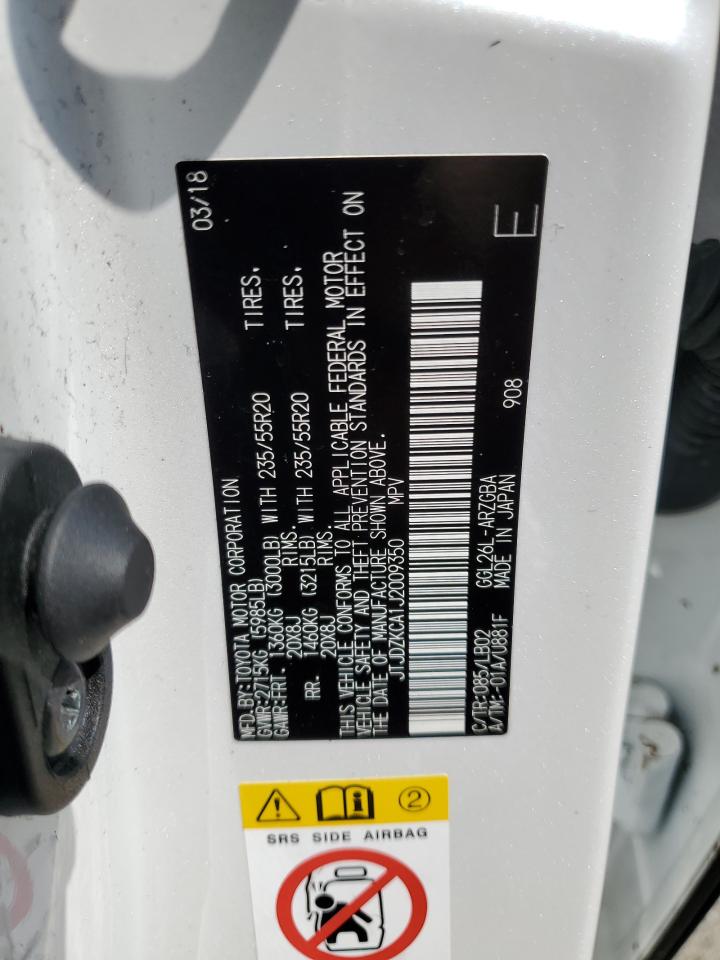 MFD.BY:TOYOTA MOTOR CORPORATION 03/18
GVWR:2715KG (5985LB)
GAWR:FRT. 1360KG (3000LB) WITH 235/55R20 TIRES,
20X8J RIMS.
RR. 1460KG (3215LB) WITH 235/55R20 TIRES,
20X8J RIMS.
THIS VEHICLE CONFORMS TO ALL APPLICABLE FEDERAL MOTOR
VEHICLE SAFETY AND THEFT PREVENTION STANDARDS IN EFFECT ON
THE DATE OF MANUFACTURE SHOWN ABOVE.
JTJDZKCA1J2009350 MPV
C/TR:085/LB02 GGL26L-ARZGBA
A/TM:-01A/U881F MADE IN JAPAN 908
E
2
SRS SIDE AIRBAG